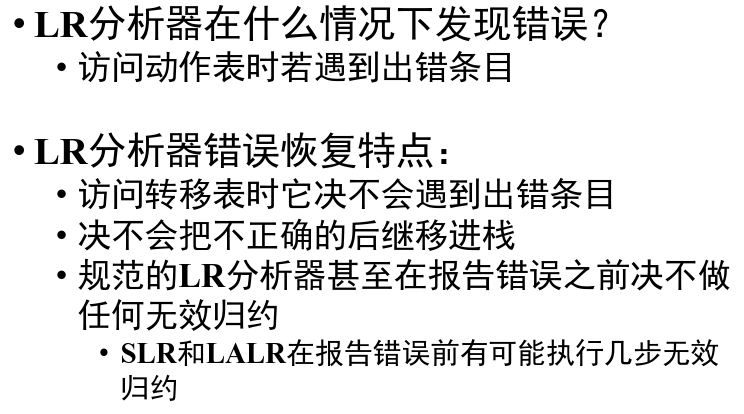 • LR分析器在什么情况下发现错误？
• 访问动作表时若遇到出错条目
• LR分析器错误恢复特点：
• 访问转移表时它决不会遇到出错条目
• 决不会把不正确的后继移进栈
• 规范的LR分析器甚至在报告错误之前决不做
任何无效归约
• SLR和LALR在报告错误前有可能执行几步无效
归约